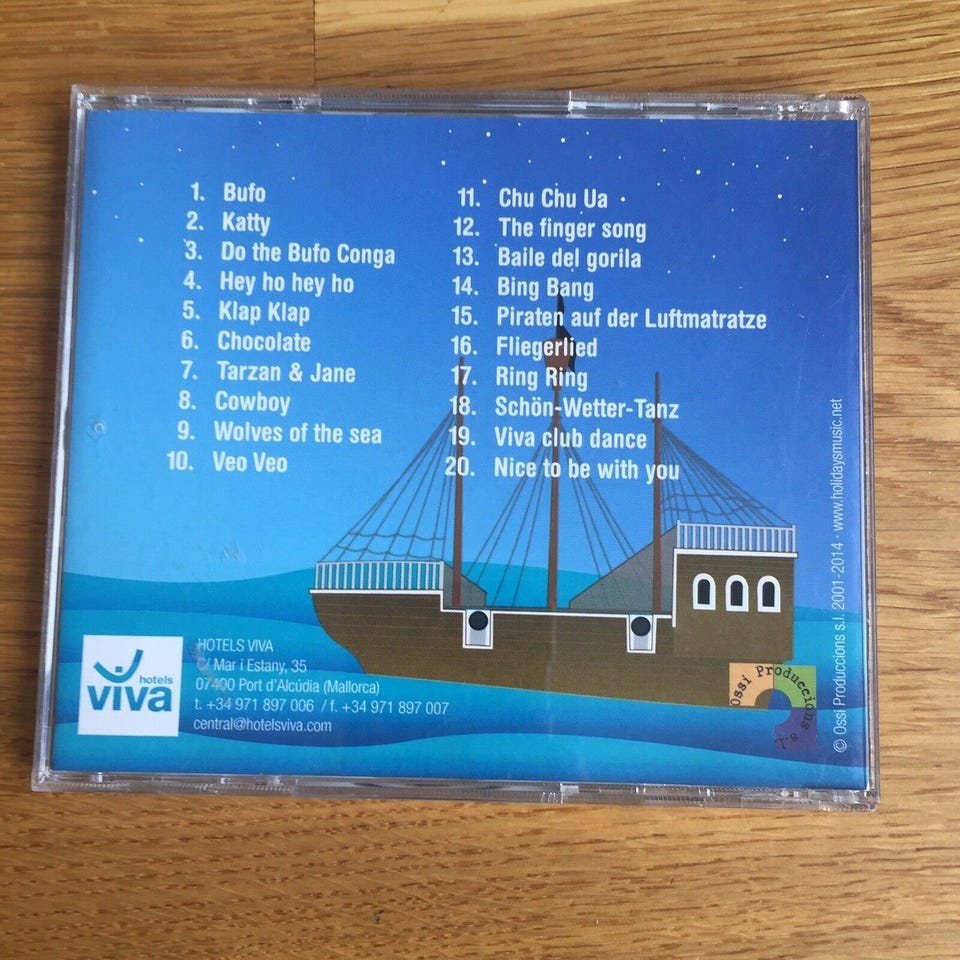 1. Bufo
2. Katty
3. Do the Bufo Conga
4. Hey ho hey ho
5. Klap Klap
6. Chocolate
7. Tarzan & Jane
8. Cowboy
9. Wolves of the sea
10. Veo Veo
11. Chu Chu Ua
12. The finger song
13. Baile del gorila
14. Bing Bang
15. Piraten auf der Luftmatratze
16. Fliegerlied
17. Ring Ring
18. Schön-Wetter-Tanz
19. Viva club dance
20. Nice to be with you
hotels
viva
HOTELS VIVA
C/ Mar i Estany, 35
07400 Port d'Alcúdia (Mallorca)
t. +34 971 897 006 / f. +34 971 897 007
central@hotelsviva.com
Ossi Produccions s.L.
© Ossi Produccions s.l. 2001-2014 · www.holidaysmusic.net